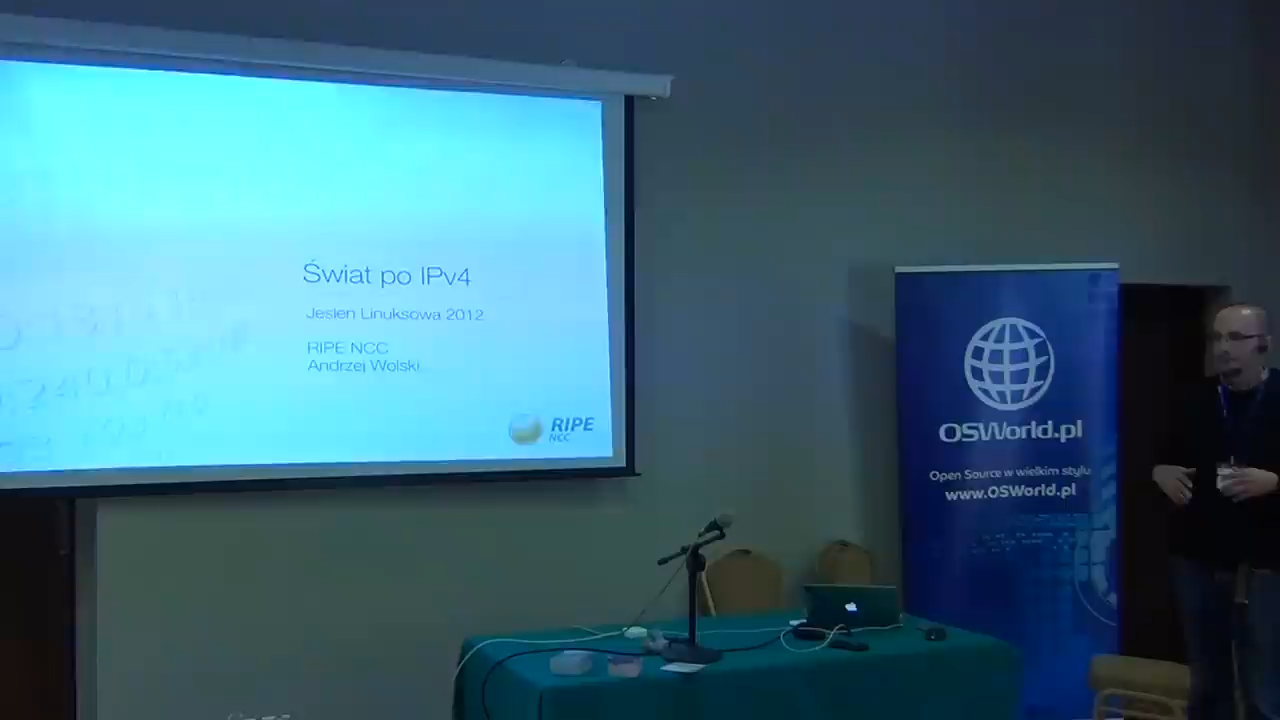 Świat po IPv4
Jesień Linuksowa 2012
RIPE NCC
Andrzej Wolski
RIPE
NCC
OSWorld.pl
Open Source w wielkim stylu
www.OSWorld.pl